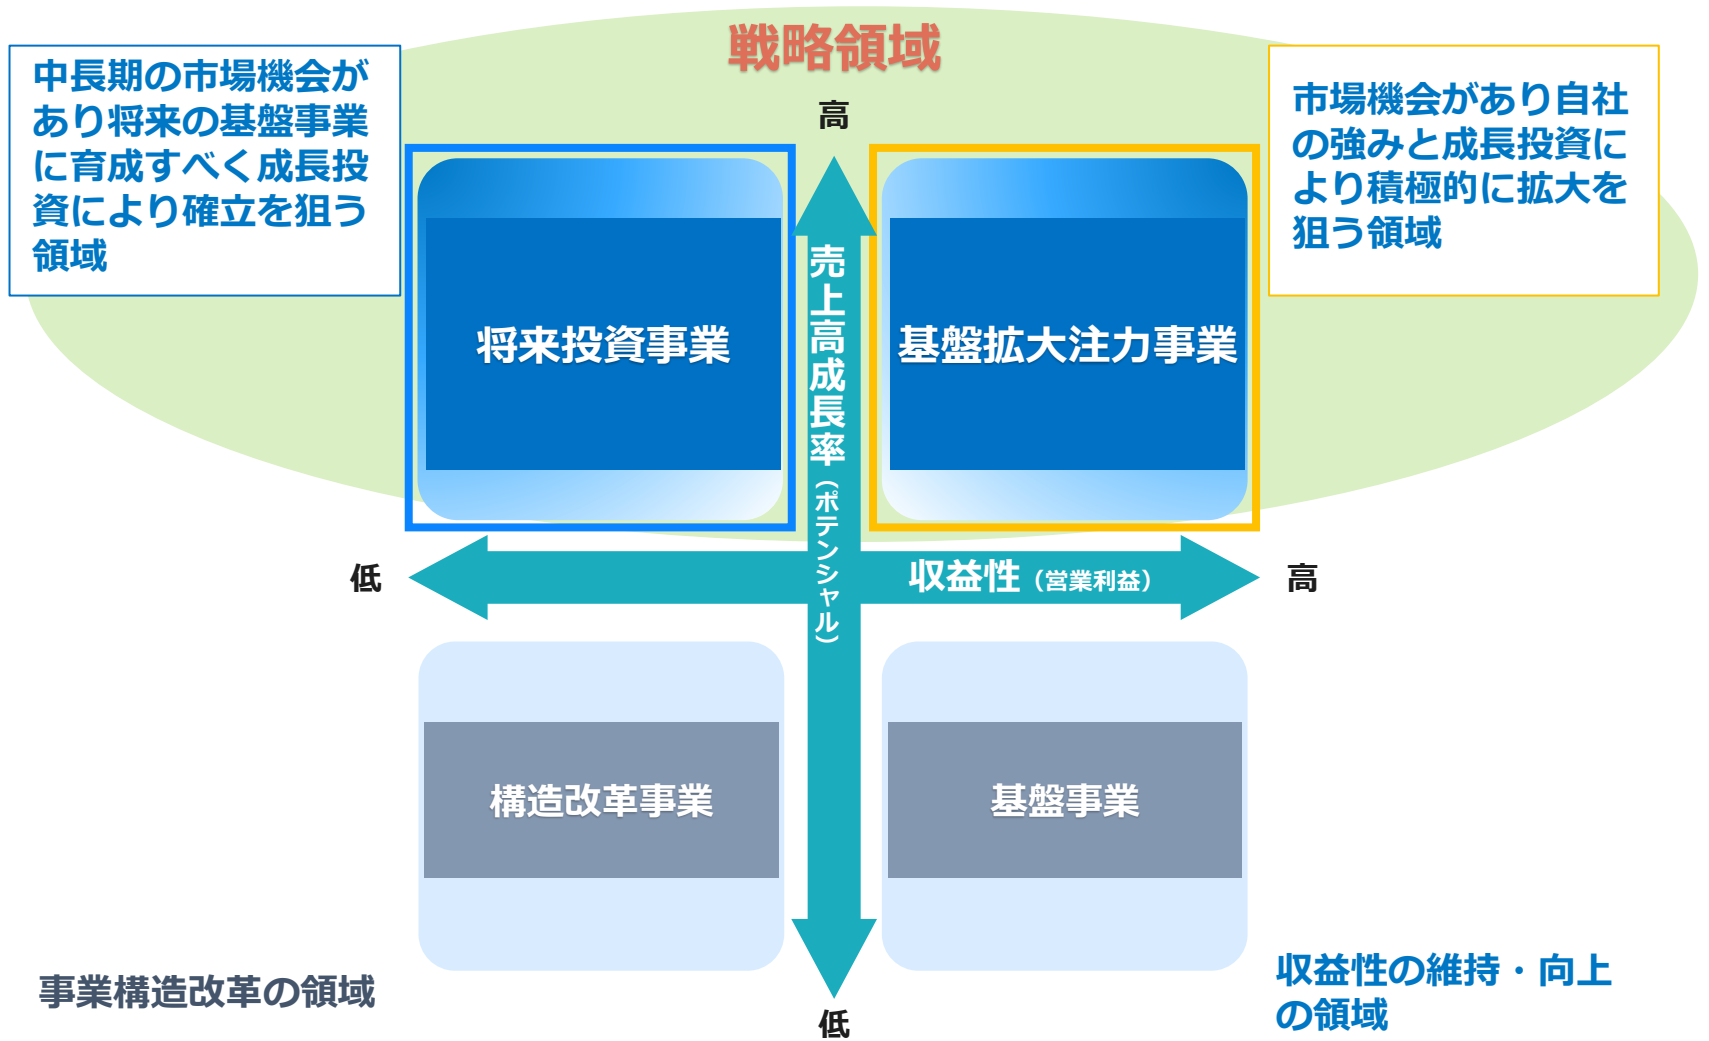 戦略領域
中長期の市場機会が
あり将来の基盤事業
に育成すべく成長投
資により確立を狙う
領域
高
市場機会があり自社
の強みと成長投資に
より積極的に拡大を
狙う領域
将来投資事業
売上高成長率（ポテンシャル）
基盤拡大注力事業
低
収益性（営業利益）
高
構造改革事業
基盤事業
事業構造改革の領域
低
収益性の維持・向上
の領域